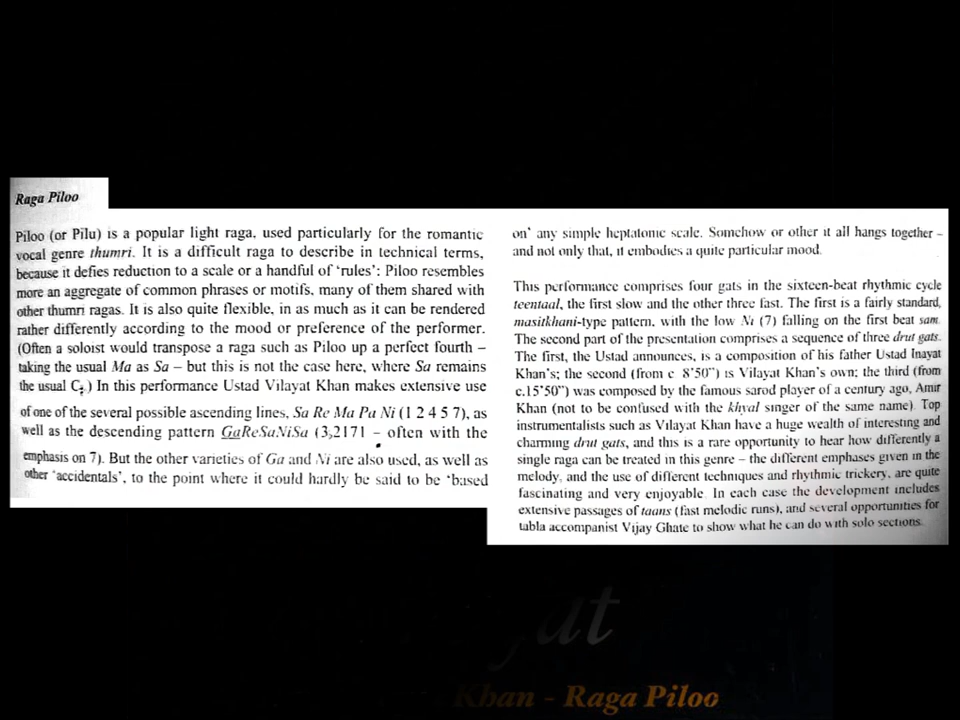 Raga Piloo
Piloo (or Pilu) is a popular light raga, used particularly for the romantic
vocal genre thumri. It is a difficult raga to describe in technical terms,
because it defies reduction to a scale or a handful of 'rules': Piloo resembles
more an aggregate of common phrases or motifs, many of them shared with
other thumri ragas. It is also quite flexible, in as much as it can be rendered
rather differently according to the mood or preference of the performer.
(Often a soloist would transpose a raga such as Piloo up a perfect fourth –
taking the usual Ma as Sa – but this is not the case here, where Sa remains
the usual C.) In this performance Ustad Vilayat Khan makes extensive use
of one of the several possible ascending lines, Sa Re Ma Pa Ni (1 2 4 5 7), as
well as the descending pattern GaReSaNiSa (3,2171 – often with the
emphasis on 7). But the other varieties of Ga and Ni are also used, as well as
other 'accidentals', to the point where it could hardly be said to be 'based
on' any simple heptatonic scale. Somehow or other it all hangs together –
and not only that, it embodies a quite particular mood.
This performance comprises four gats in the sixteen-beat rhythmic cycle
teentaal, the first slow and the other three fast. The first is a fairly standard,
masitkhani-type pattern, with the low Ni (7) falling on the first beat sam.
The second part of the presentation comprises a sequence of three drut gats.
The first, the Ustad announces, is a composition of his father Ustad Inayat
Khan's; the second (from c 8'50") is Vilayat Khan's own; the third (from
c.15'50") was composed by the famous sarod player of a century ago, Amir
Khan (not to be confused with the khyal singer of the same name). Top
instrumentalists such as Vilayat Khan have a huge wealth of interesting and
charming drut gats, and this is a rare opportunity to hear how differently a
single raga can be treated in this genre – the different emphases given in the
melody, and the use of different techniques and rhythmic trickery, are quite
fascinating and very enjoyable. In each case the development includes
extensive passages of taans (fast melodic runs), and several opportunities for
tabla accompanist Vijay Ghate to show what he can do with solo sections.
Khan - Raga Piloo